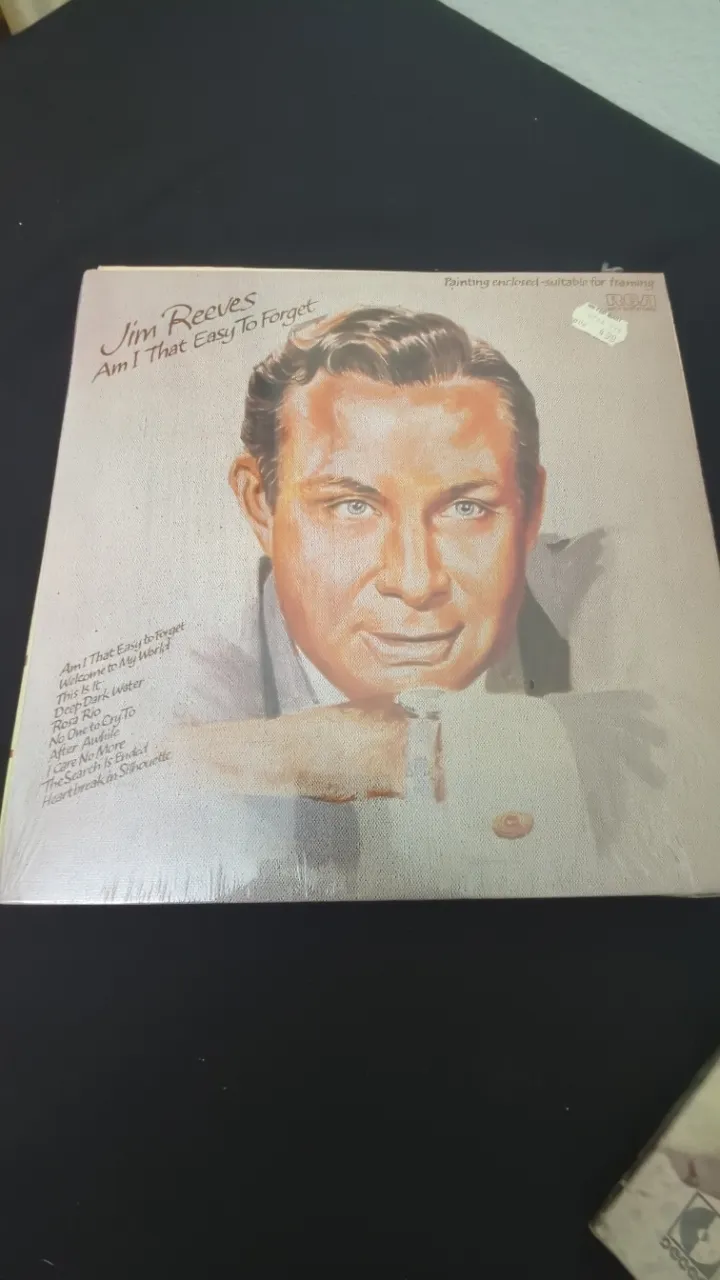 Painting enclosed-suitable for framing
RCA
Jim Reeves
Am I That Easy To Forget
Am I That Easy to Forget
Welcome to My World
This Is It
Deep Dark Water
Rosa Rio
No One to Cry To
After Awhile
I Care No More
The Search Is Ended
Heartbreak in Silhouette